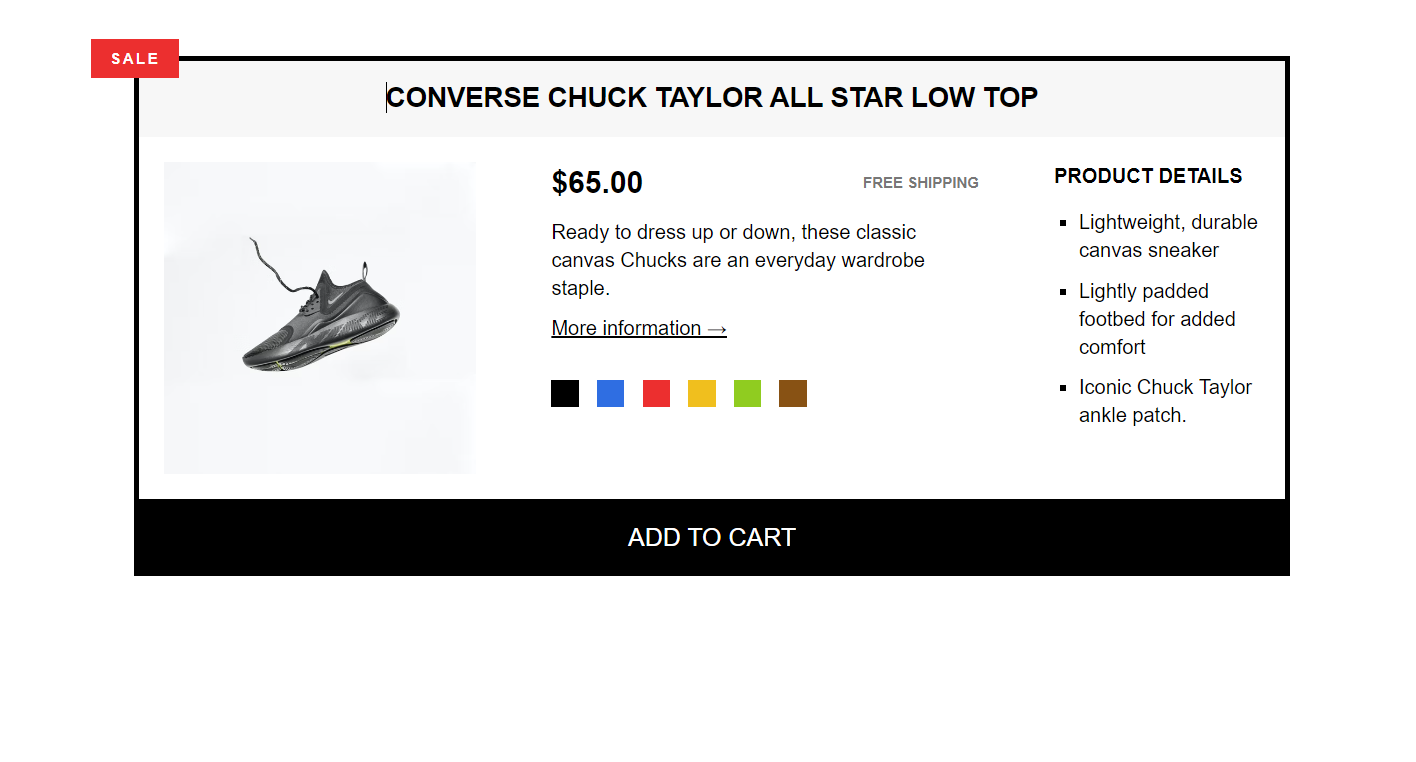 SALE
CONVERSE CHUCK TAYLOR ALL STAR LOW TOP
$65.00
FREE SHIPPING
Ready to dress up or down, these classic
canvas Chucks are an everyday wardrobe
staple.
More information →
PRODUCT DETAILS
Lightweight, durable
canvas sneaker
Lightly padded
footbed for added
comfort
Iconic Chuck Taylor
ankle patch.
ADD TO CART